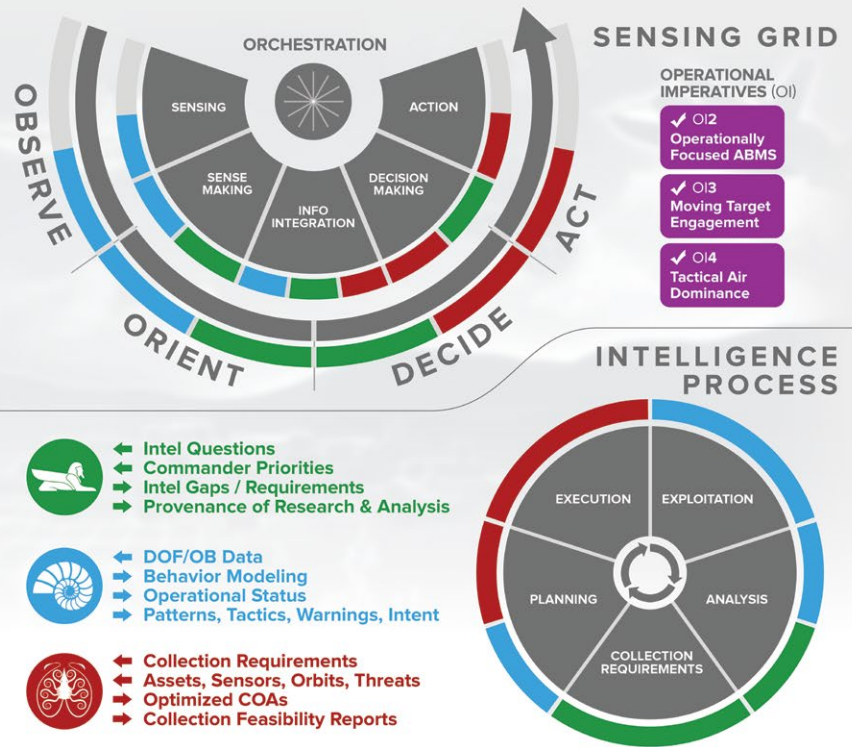 SENSING GRID
ORCHESTRATION
OPERATIONAL
IMPERATIVES (OI)
OBSERVE
ORIENT
DECIDE
ACT
SENSING
SENSE
MAKING
INFO
INTEGRATION
DECISION
MAKING
ACTION
✓ OI2
Operationally
Focused ABMS
✓ OI3
Moving Target
Engagement
✓ OI4
Tactical Air
Dominance
INTELLIGENCE
PROCESS
← Intel Questions
← Commander Priorities
→ Intel Gaps / Requirements
→ Provenance of Research & Analysis
← DOF/OB Data
→ Behavior Modeling
→ Operational Status
→ Patterns, Tactics, Warnings, Intent
← Collection Requirements
← Assets, Sensors, Orbits, Threats
→ Optimized COAs
→ Collection Feasibility Reports
EXECUTION
EXPLOITATION
PLANNING
ANALYSIS
COLLECTION
REQUIREMENTS